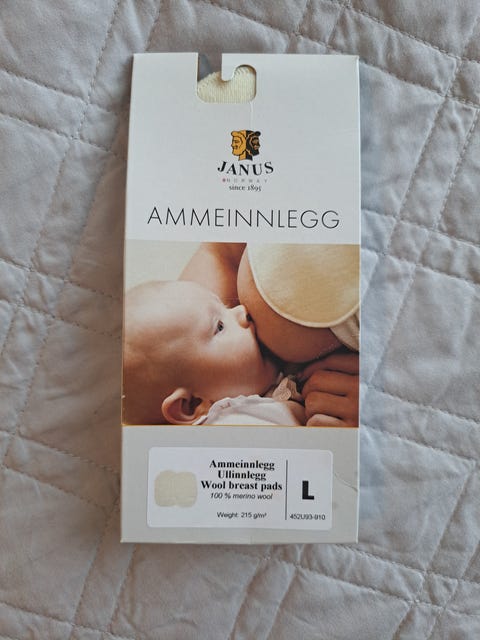 JANUS
NORWAY
since 1895
AMMEINNLEGG
Ammeinnlegg
Ullinnlegg
Wool breast pads
100 % merino wool
Weight: 215 g/m²
L
452U93-910